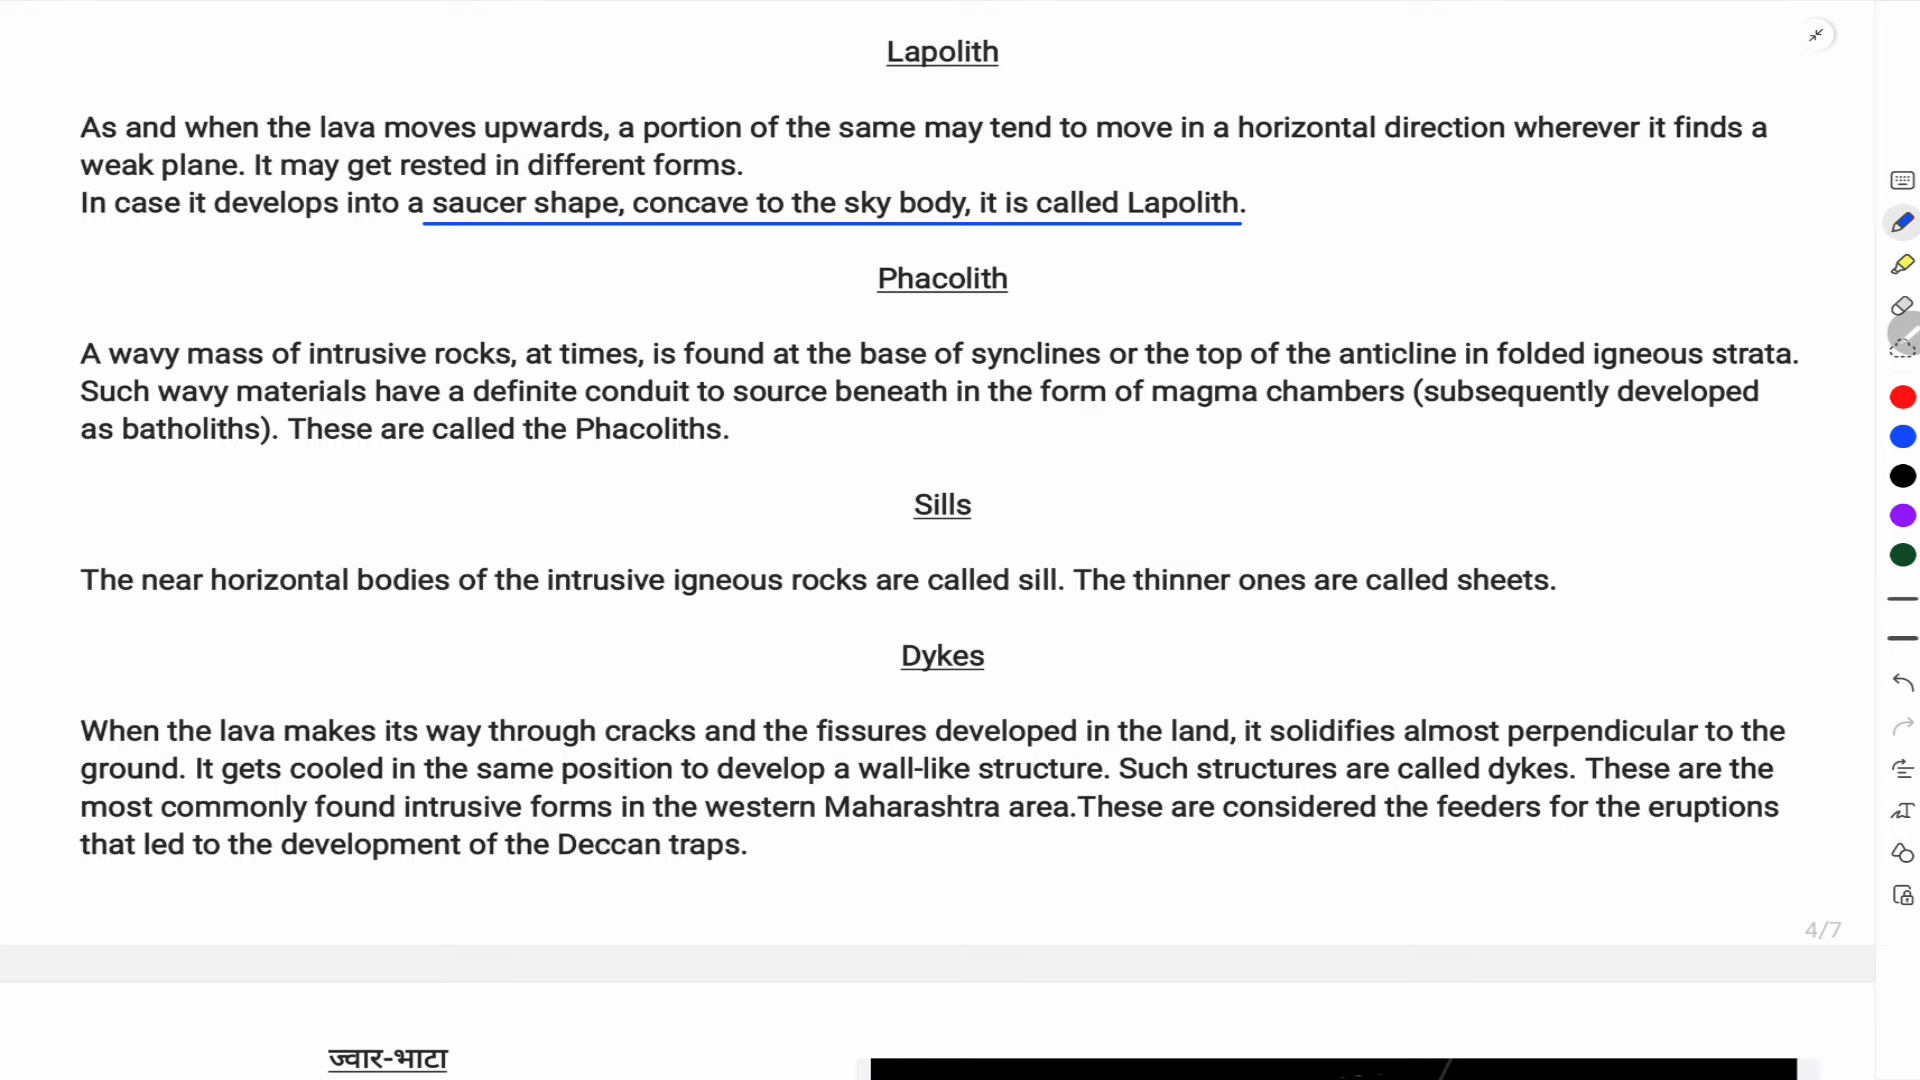 Lapolith
As and when the lava moves upwards, a portion of the same may tend to move in a horizontal direction wherever it finds a
weak plane. It may get rested in different forms.
In case it develops into a saucer shape, concave to the sky body, it is called Lapolith.
Phacolith
A wavy mass of intrusive rocks, at times, is found at the base of synclines or the top of the anticline in folded igneous strata.
Such wavy materials have a definite conduit to source beneath in the form of magma chambers (subsequently developed
as batholiths). These are called the Phacoliths.
Sills
The near horizontal bodies of the intrusive igneous rocks are called sill. The thinner ones are called sheets.
Dykes
When the lava makes its way through cracks and the fissures developed in the land, it solidifies almost perpendicular to the
ground. It gets cooled in the same position to develop a wall-like structure. Such structures are called dykes. These are the
most commonly found intrusive forms in the western Maharashtra area.These are considered the feeders for the eruptions
that led to the development of the Deccan traps.
4/7
ज्वार-भाटा